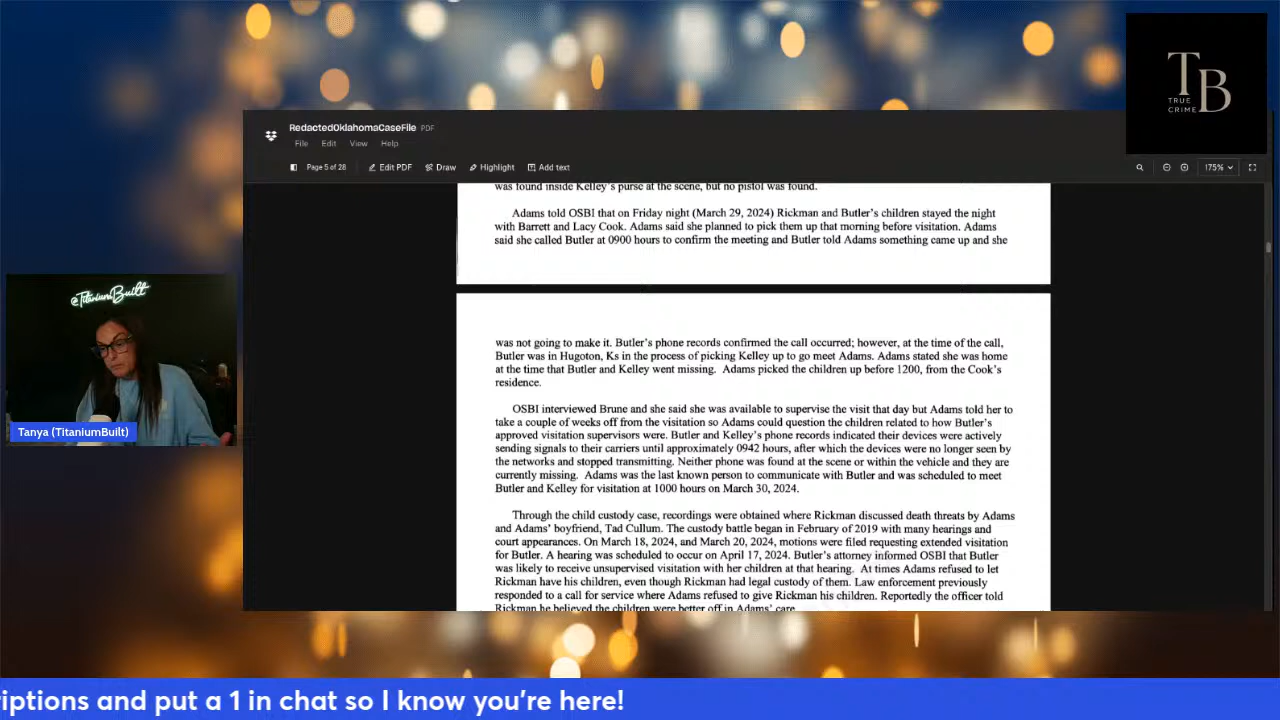 TB
TRUE
CRIME
RedactedOklahomaCaseFile PDF
File Edit View Help
Page 5 of 28 Edit PDF Draw Highlight Add text 175%
was found inside Kelley's purse at the scene, but no pistol was found.
Adams told OSBI that on Friday night (March 29, 2024) Rickman and Butler's children stayed the night
with Barrett and Lacy Cook. Adams said she planned to pick them up that morning before visitation. Adams
said she called Butler at 0900 hours to confirm the meeting and Butler told Adams something came up and she
was not going to make it. Butler's phone records confirmed the call occurred; however, at the time of the call,
Butler was in Hugoton, Ks in the process of picking Kelley up to go meet Adams. Adams stated she was home
at the time that Butler and Kelley went missing. Adams picked the children up before 1200, from the Cook's
residence.
OSBI interviewed Brune and she said she was available to supervise the visit that day but Adams told her to
take a couple of weeks off from the visitation so Adams could question the children related to how Butler's
approved visitation supervisors were. Butler and Kelley's phone records indicated their devices were actively
sending signals to their carriers until approximately 0942 hours, after which the devices were no longer seen by
the networks and stopped transmitting. Neither phone was found at the scene or within the vehicle and they are
currently missing. Adams was the last known person to communicate with Butler and was scheduled to meet
Butler and Kelley for visitation at 1000 hours on March 30, 2024.
Through the child custody case, recordings were obtained where Rickman discussed death threats by Adams
and Adams' boyfriend, Tad Cullum. The custody battle began in February of 2019 with many hearings and
court appearances. On March 18, 2024, and March 20, 2024, motions were filed requesting extended visitation
for Butler. A hearing was scheduled to occur on April 17, 2024. Butler's attorney informed OSBI that Butler
was likely to receive unsupervised visitation with her children at that hearing. At times Adams refused to let
Rickman have his children, even though Rickman had legal custody of them. Law enforcement previously
responded to a call for service where Adams refused to give Rickman his children. Reportedly the officer told
Rickman he believed the children were better off in Adams' care.
@TitaniumBuilt
Tanya (TitaniumBuilt)
riptions and put a 1 in chat so I know you're here!